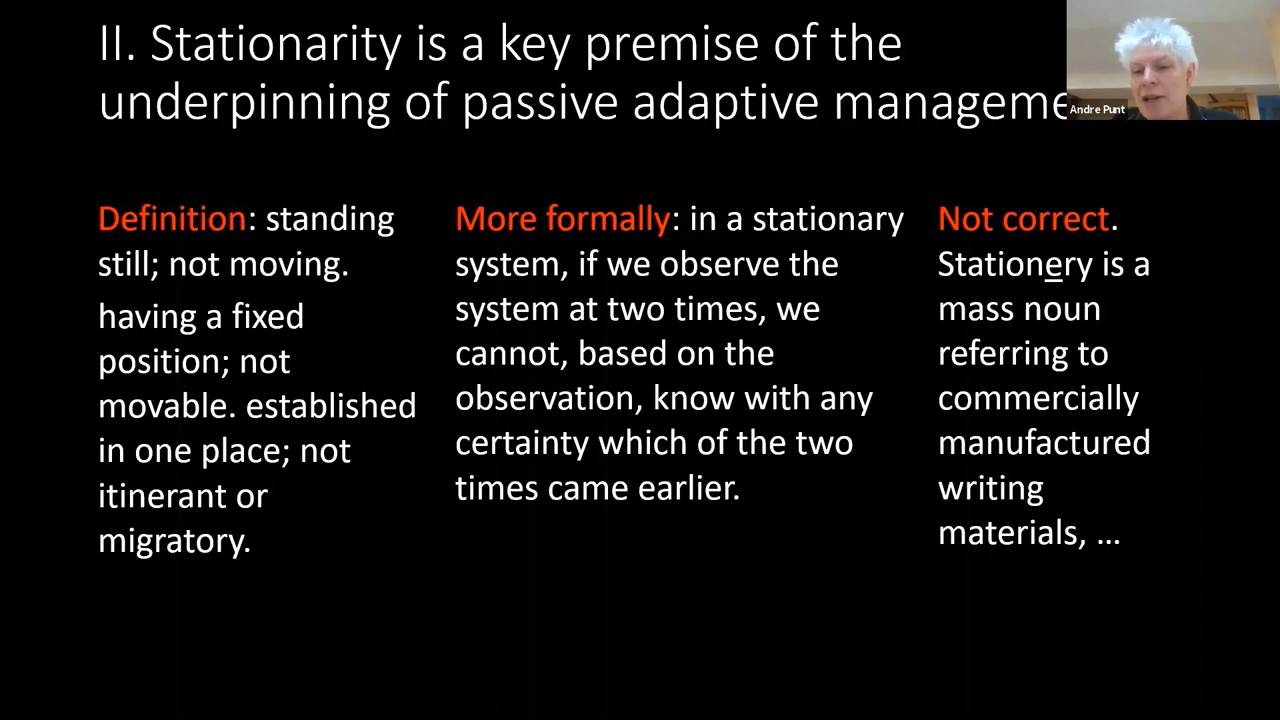 II. Stationarity is a key premise of the
underpinning of passive adaptive manageme
Andre Punt
Definition: standing
still; not moving.
having a fixed
position; not
movable. established
in one place; not
itinerant or
migratory.
More formally: in a stationary
system, if we observe the
system at two times, we
cannot, based on the
observation, know with any
certainty which of the two
times came earlier.
Not correct.
Stationery is a
mass noun
referring to
commercially
manufactured
writing
materials, …